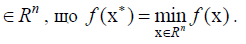 ∈ Rⁿ, що f(x*) = min f(x).
x∈Rⁿ